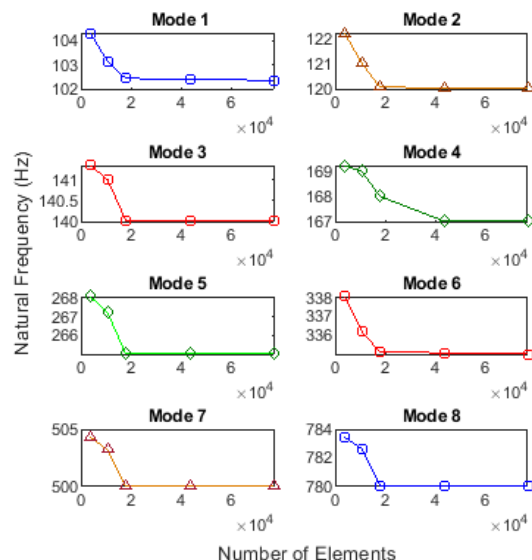 Mode 1
Mode 2
104
103
102
0 2 4 6
×10⁴
122
121
120
0 2 4 6
×10⁴
Mode 3
Mode 4
141
140.5
140
0 2 4 6
×10⁴
169
168
167
0 2 4 6
×10⁴
Natural Frequency (Hz)
Mode 5
Mode 6
268
267
266
0 2 4 6
×10⁴
338
337
336
0 2 4 6
×10⁴
Mode 7
Mode 8
505
500
0 2 4 6
×10⁴
784
782
780
0 2 4 6
×10⁴
Number of Elements